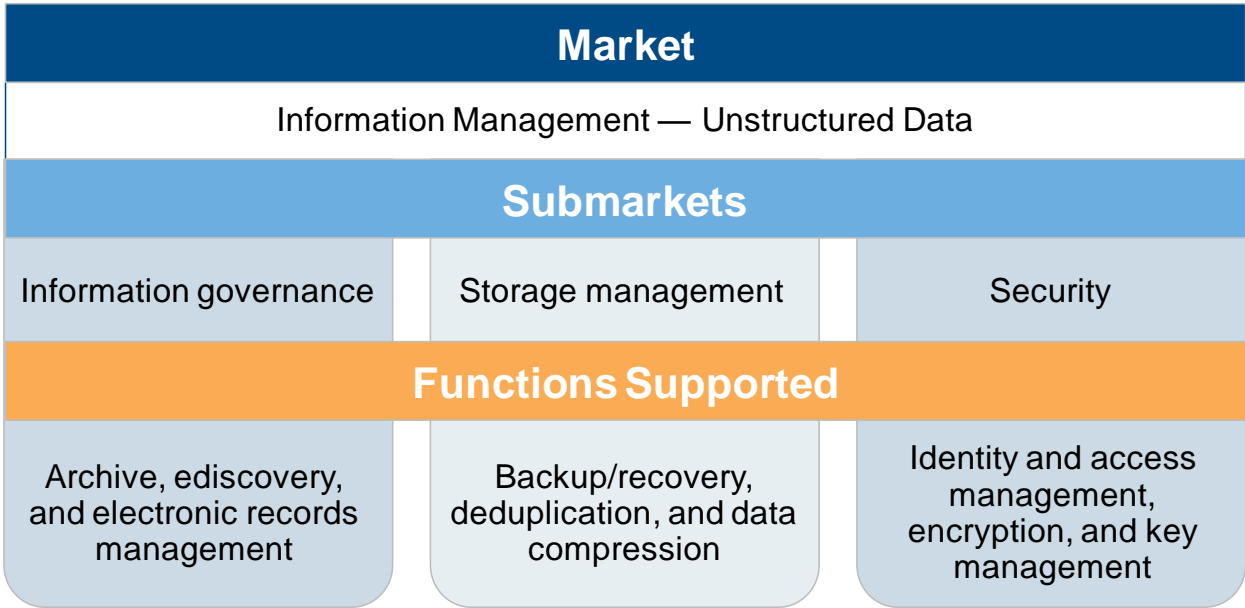 Market
Information Management — Unstructured Data
Submarkets
Information governance
Storage management
Security
Functions Supported
Archive, ediscovery,
and electronic records
management
Backup/recovery,
deduplication, and data
compression
Identity and access
management,
encryption, and key
management